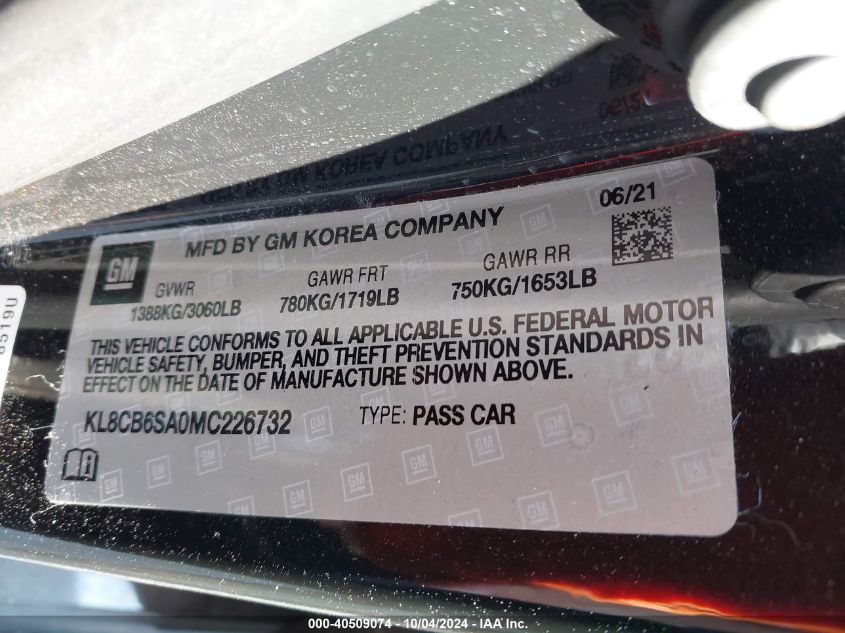 06/21
MFD BY GM KOREA COMPANY
GM
GVWR GAWR FRT GAWR RR
1388KG/3060LB 780KG/1719LB 750KG/1653LB
THIS VEHICLE CONFORMS TO ALL APPLICABLE U.S. FEDERAL MOTOR
VEHICLE SAFETY, BUMPER, AND THEFT PREVENTION STANDARDS IN
EFFECT ON THE DATE OF MANUFACTURE SHOWN ABOVE.
KL8CB6SA0MC226732 TYPE: PASS CAR
000-40509074 - 10/04/2024 - IAA Inc.